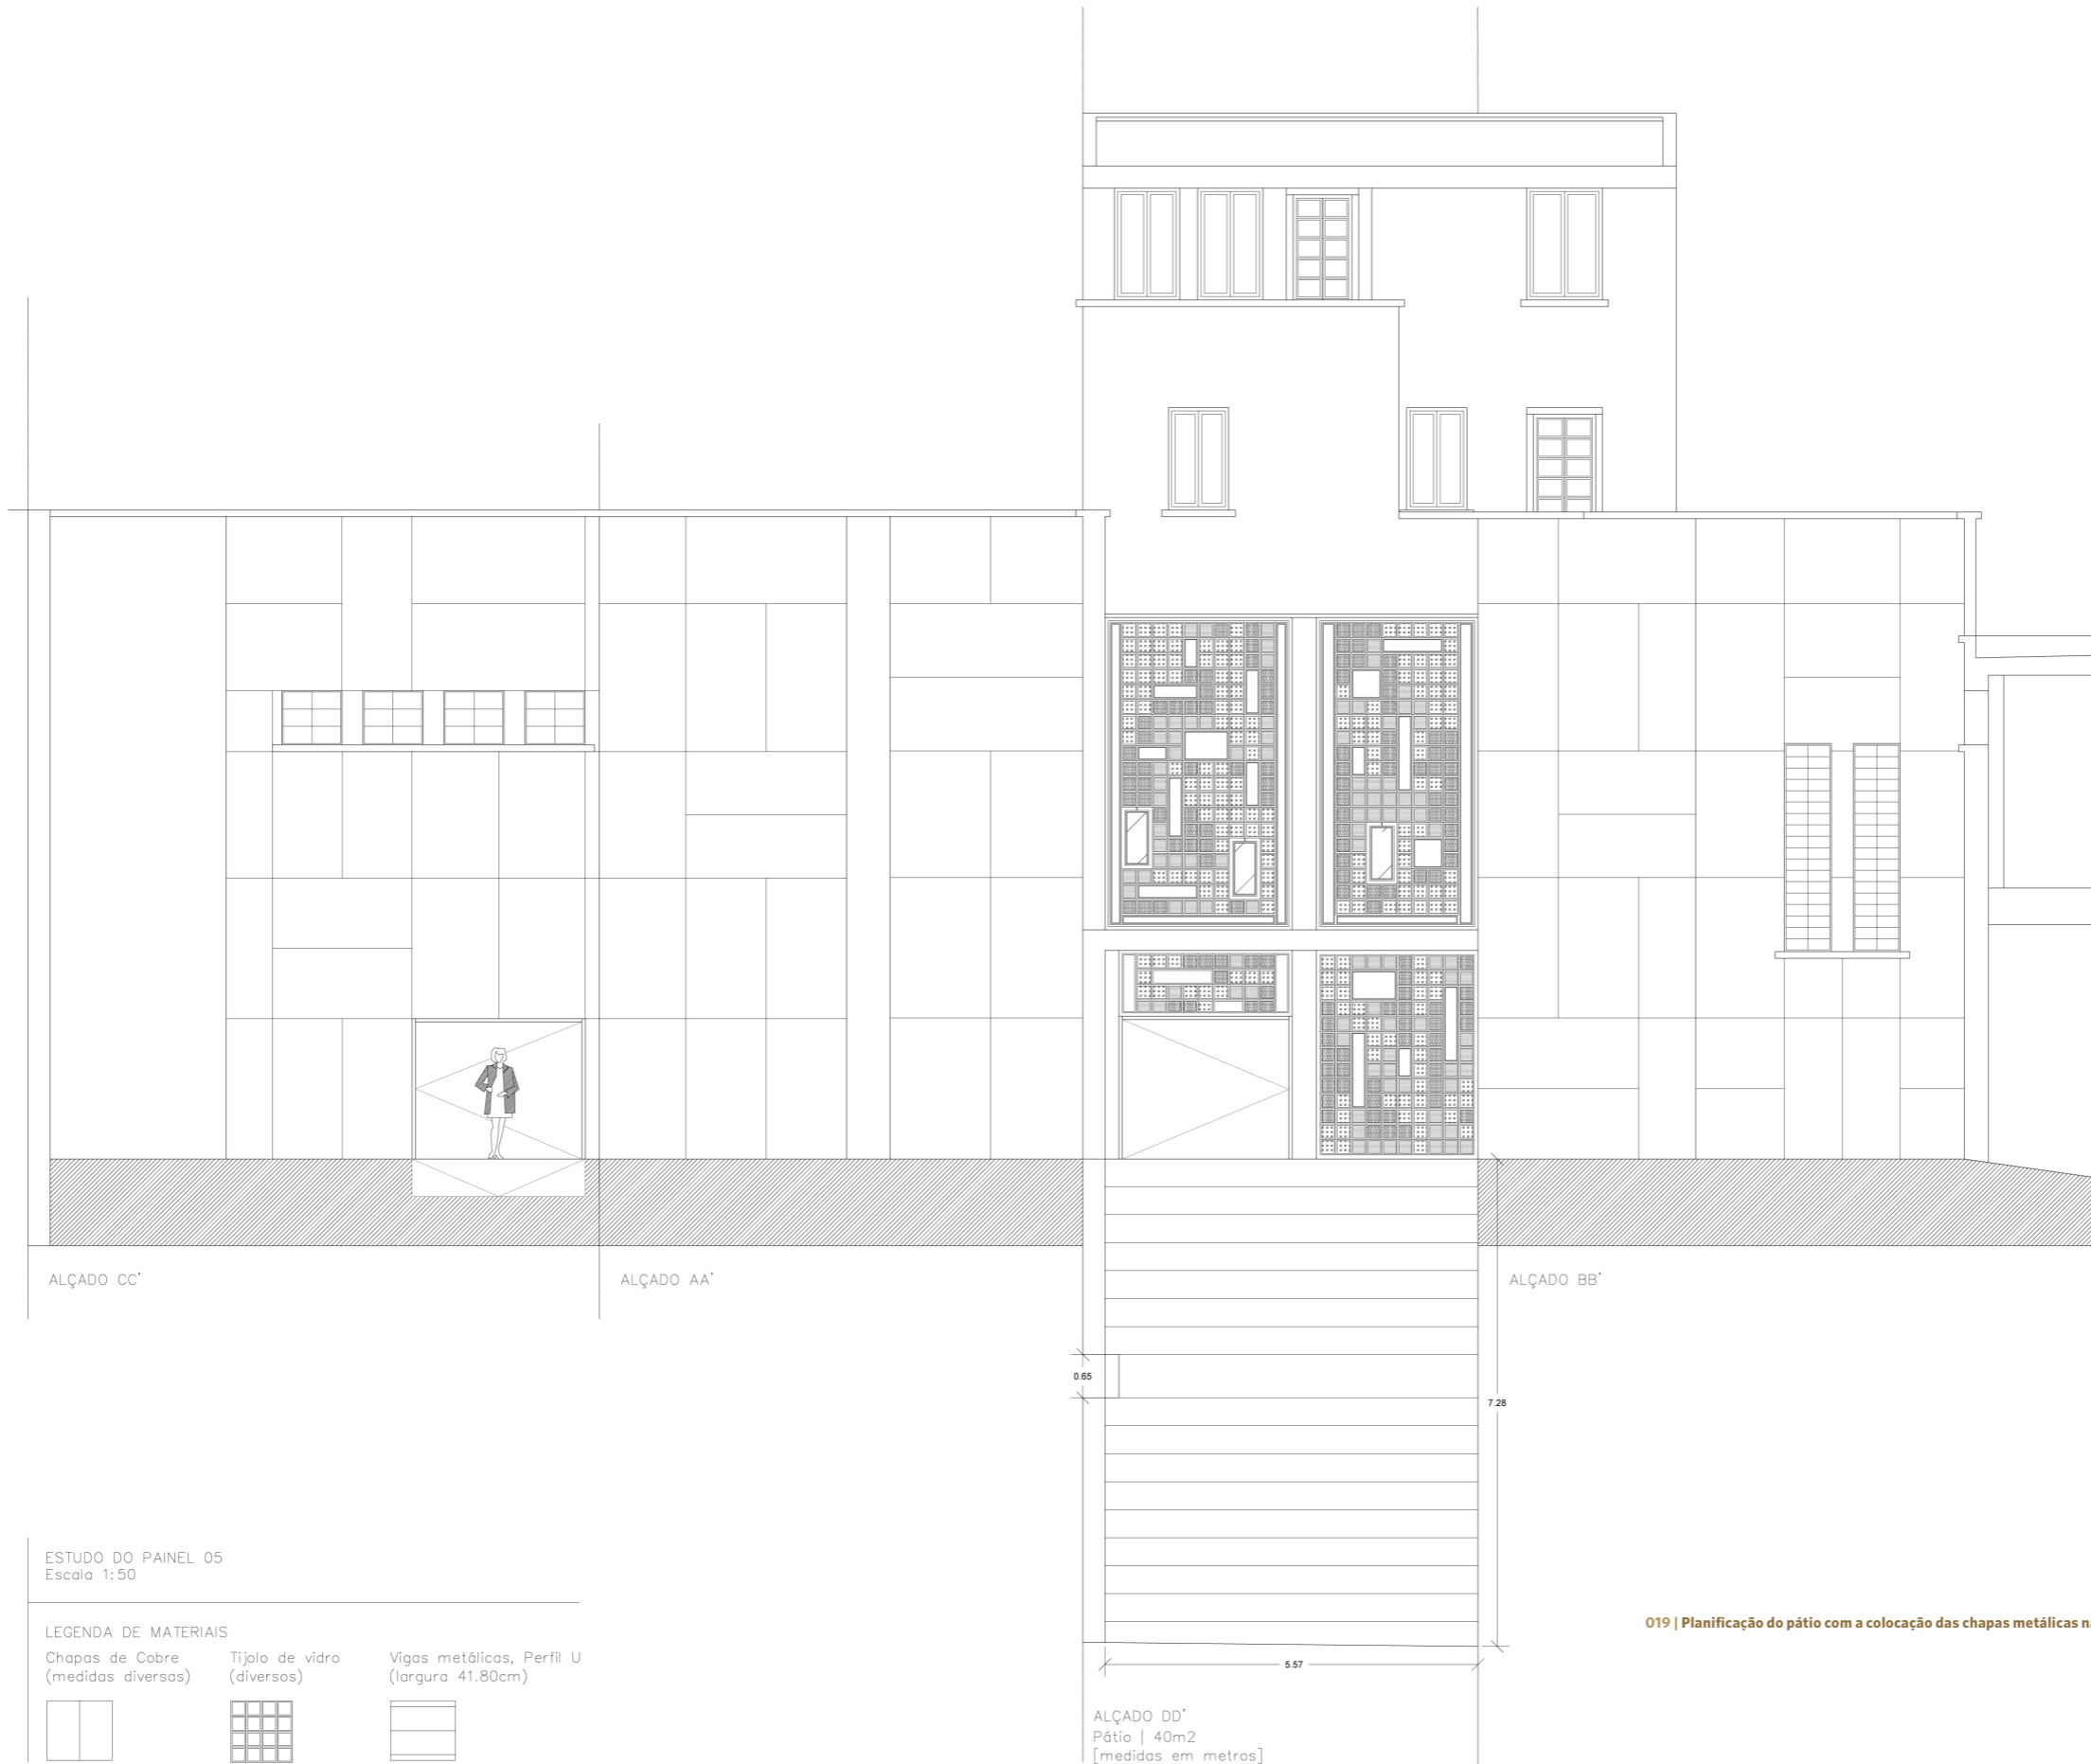 ALÇADO CC'
ALÇADO AA'
ALÇADO BB'
0.65
7.28
5.57
ALÇADO DD'
Pátio | 40m2
[medidas em metros]
ESTUDO DO PAINEL 05
Escala 1:50
LEGENDA DE MATERIAIS
Chapas de Cobre
(medidas diversas)
Tijolo de vidro
(diversos)
Vigas metálicas, Perfil U
(largura 41.80cm)
019 | Planificação do pátio com a colocação das chapas metálicas